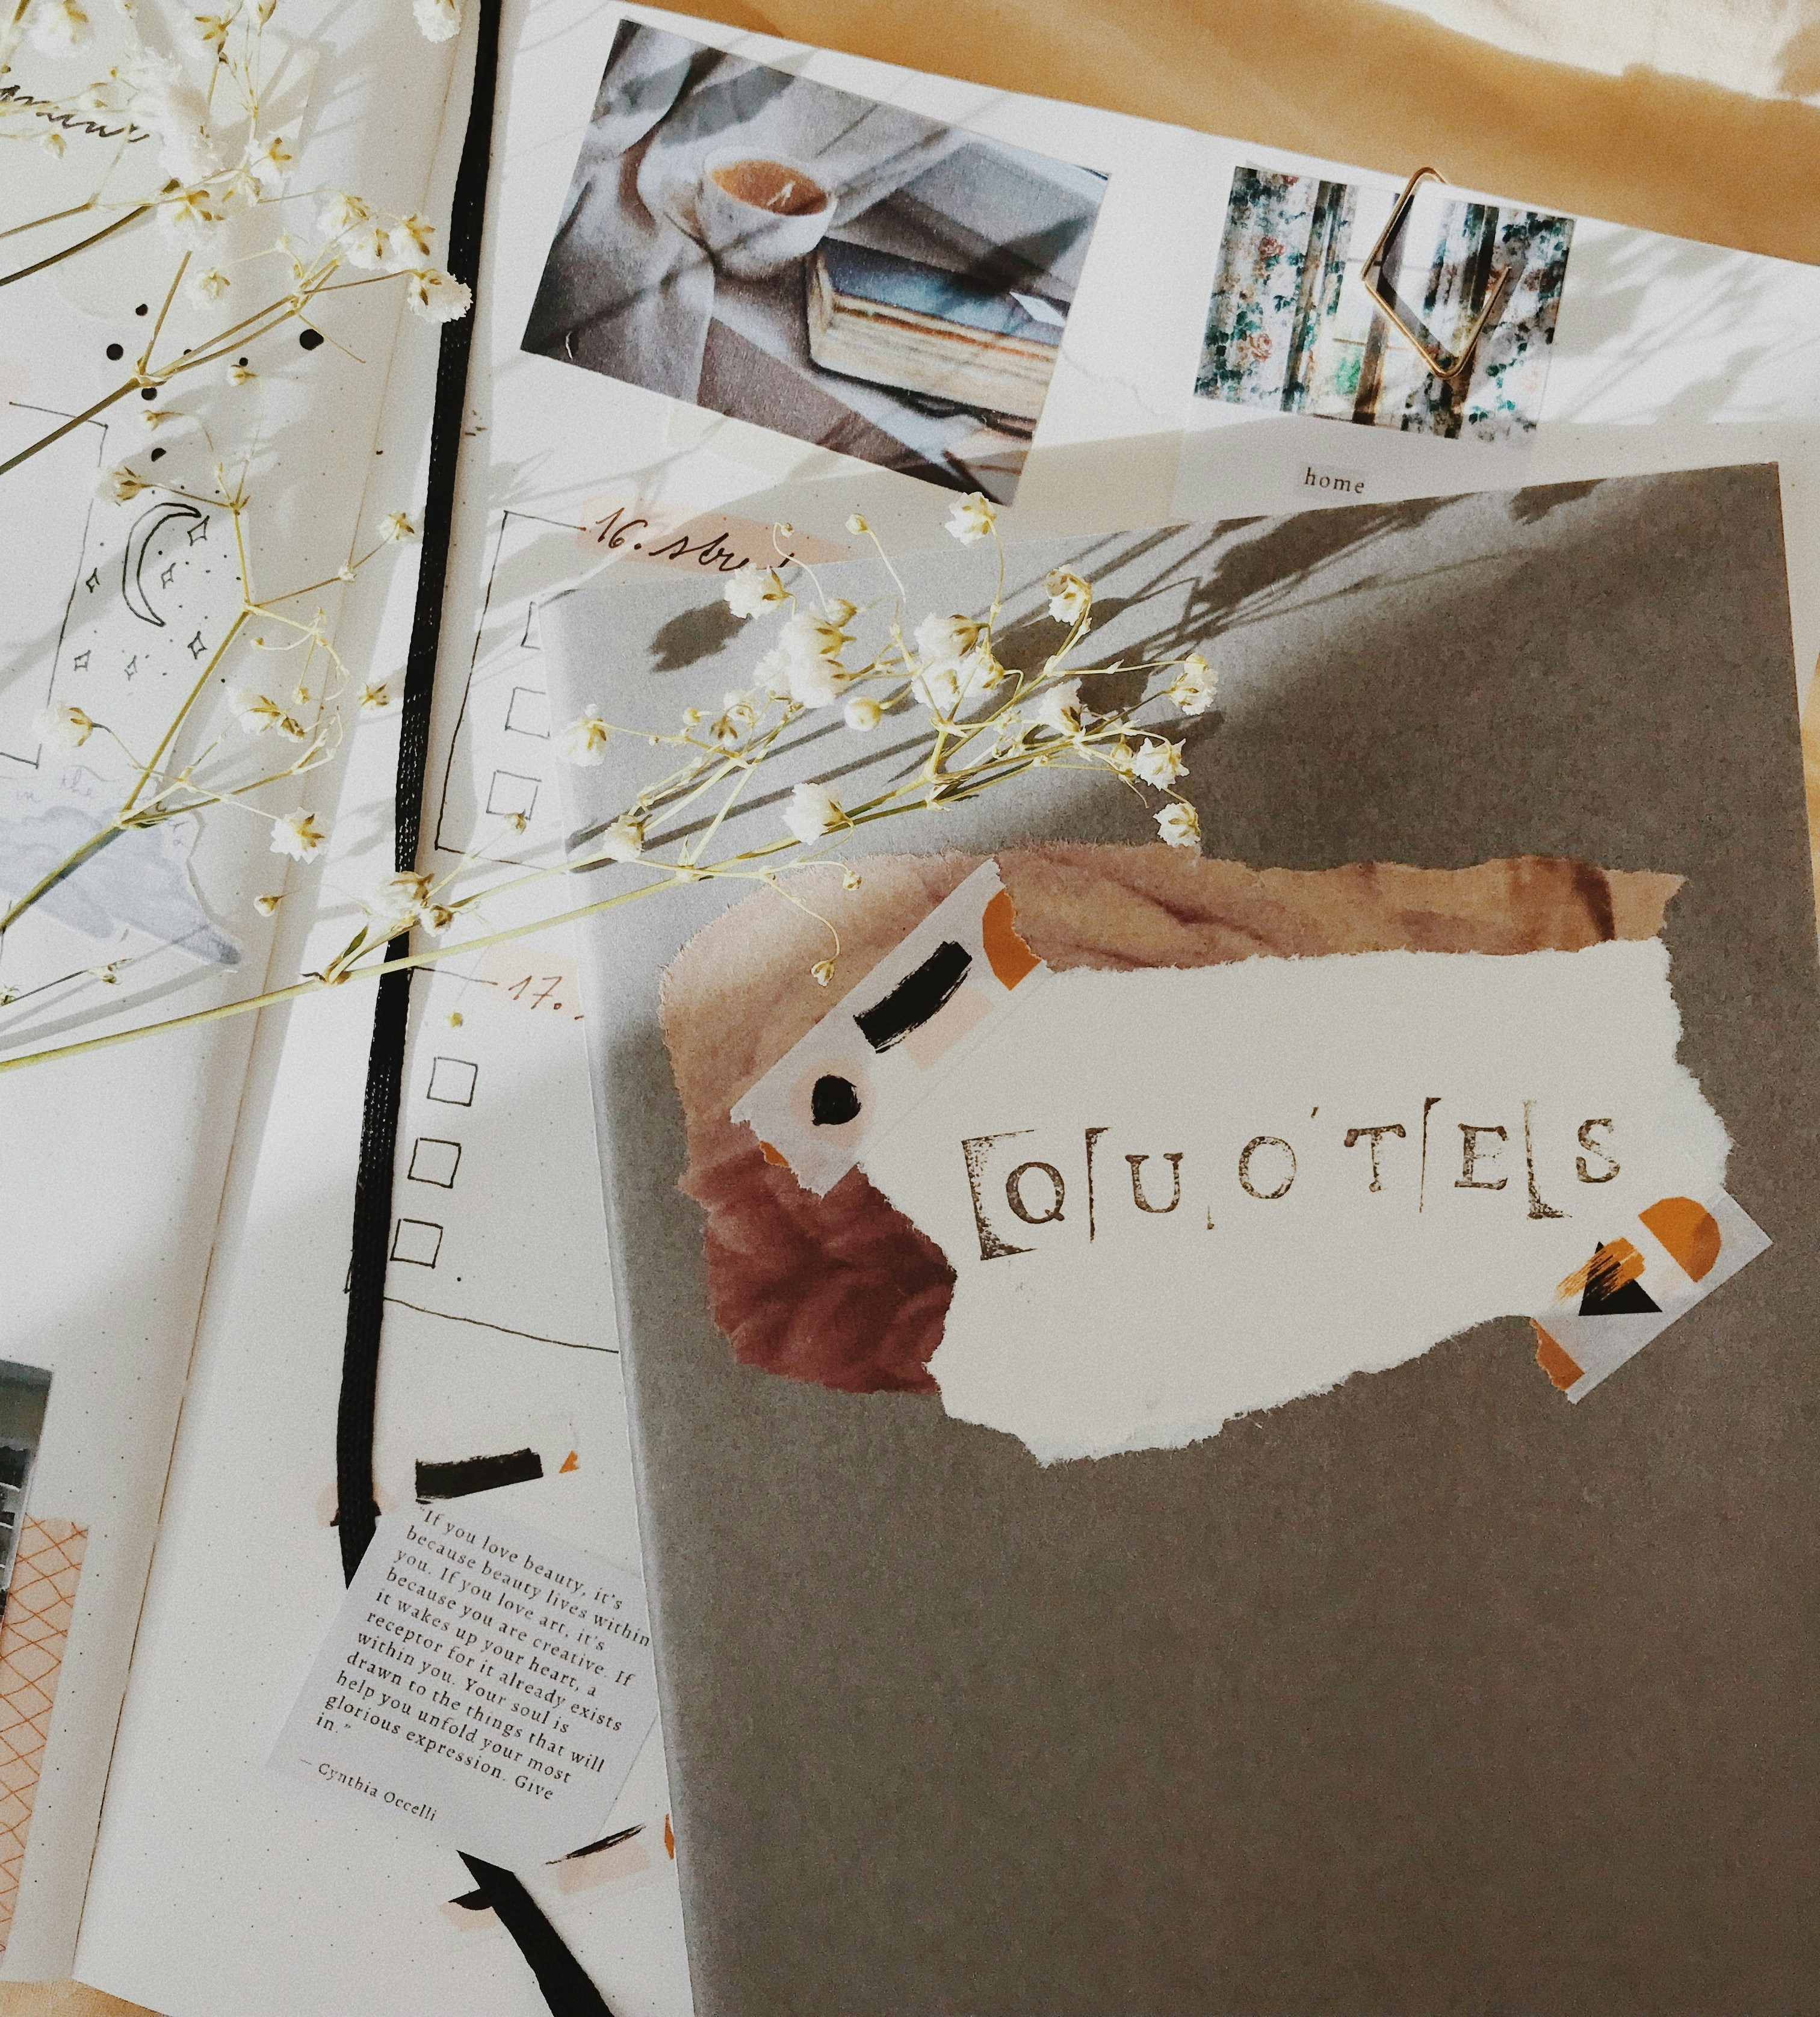 home
16.
17.
QUOTES
"If you love beauty, it's
because beauty lives within
you. If you love art, it's
because you are creative. If
it wakes up your heart, a
receptor for it already exists
within you. Your soul is
drawn to the things that will
help you unfold your most
glorious expression. Give
in."
— Cynthia Occelli